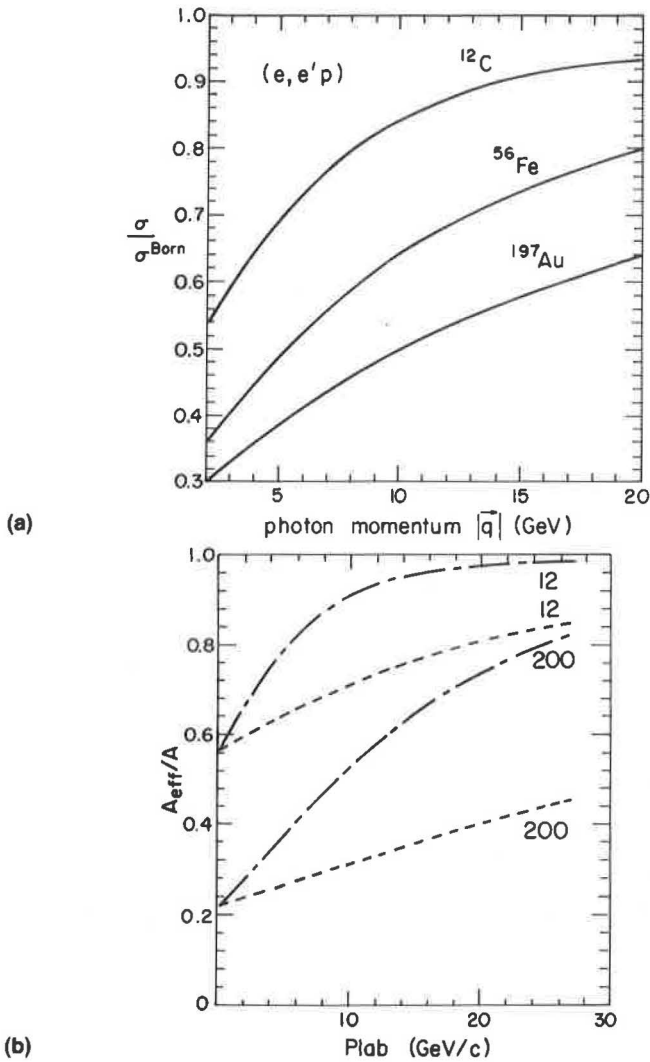 1.0
(e, e'p)
¹²C
0.9
0.8
⁵⁶Fe
0.7
σ
σ^Born
¹⁹⁷Au
0.6
0.5
0.4
0.3
5 10 15 20
(a)
photon momentum |q⃗| (GeV)
1.0
12
12
0.8
200
0.6
A_eff/A
0.4
200
0.2
0
10 20 30
(b)
Plab (GeV/c)